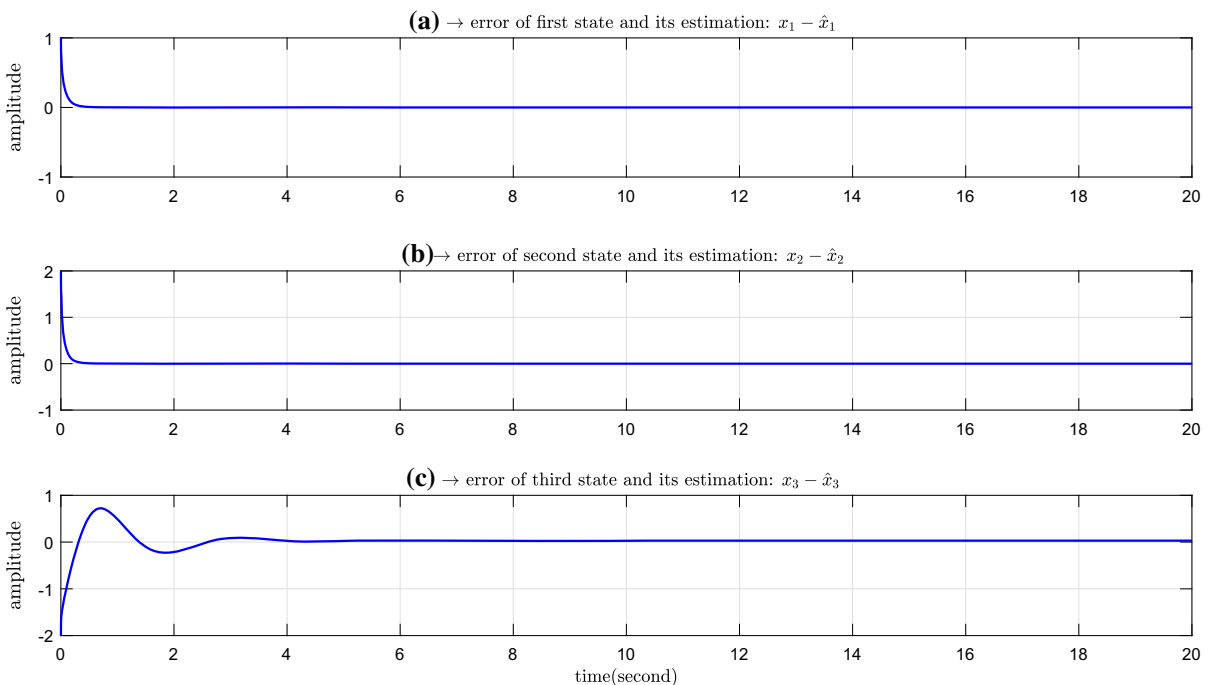 (a) → error of first state and its estimation: x₁ − x̂₁
amplitude
1
0
-1
0 2 4 6 8 10 12 14 16 18 20
(b)→ error of second state and its estimation: x₂ − x̂₂
amplitude
2
1
0
-1
0 2 4 6 8 10 12 14 16 18 20
(c) → error of third state and its estimation: x₃ − x̂₃
amplitude
1
0
-1
-2
0 2 4 6 8 10 12 14 16 18 20
time(second)